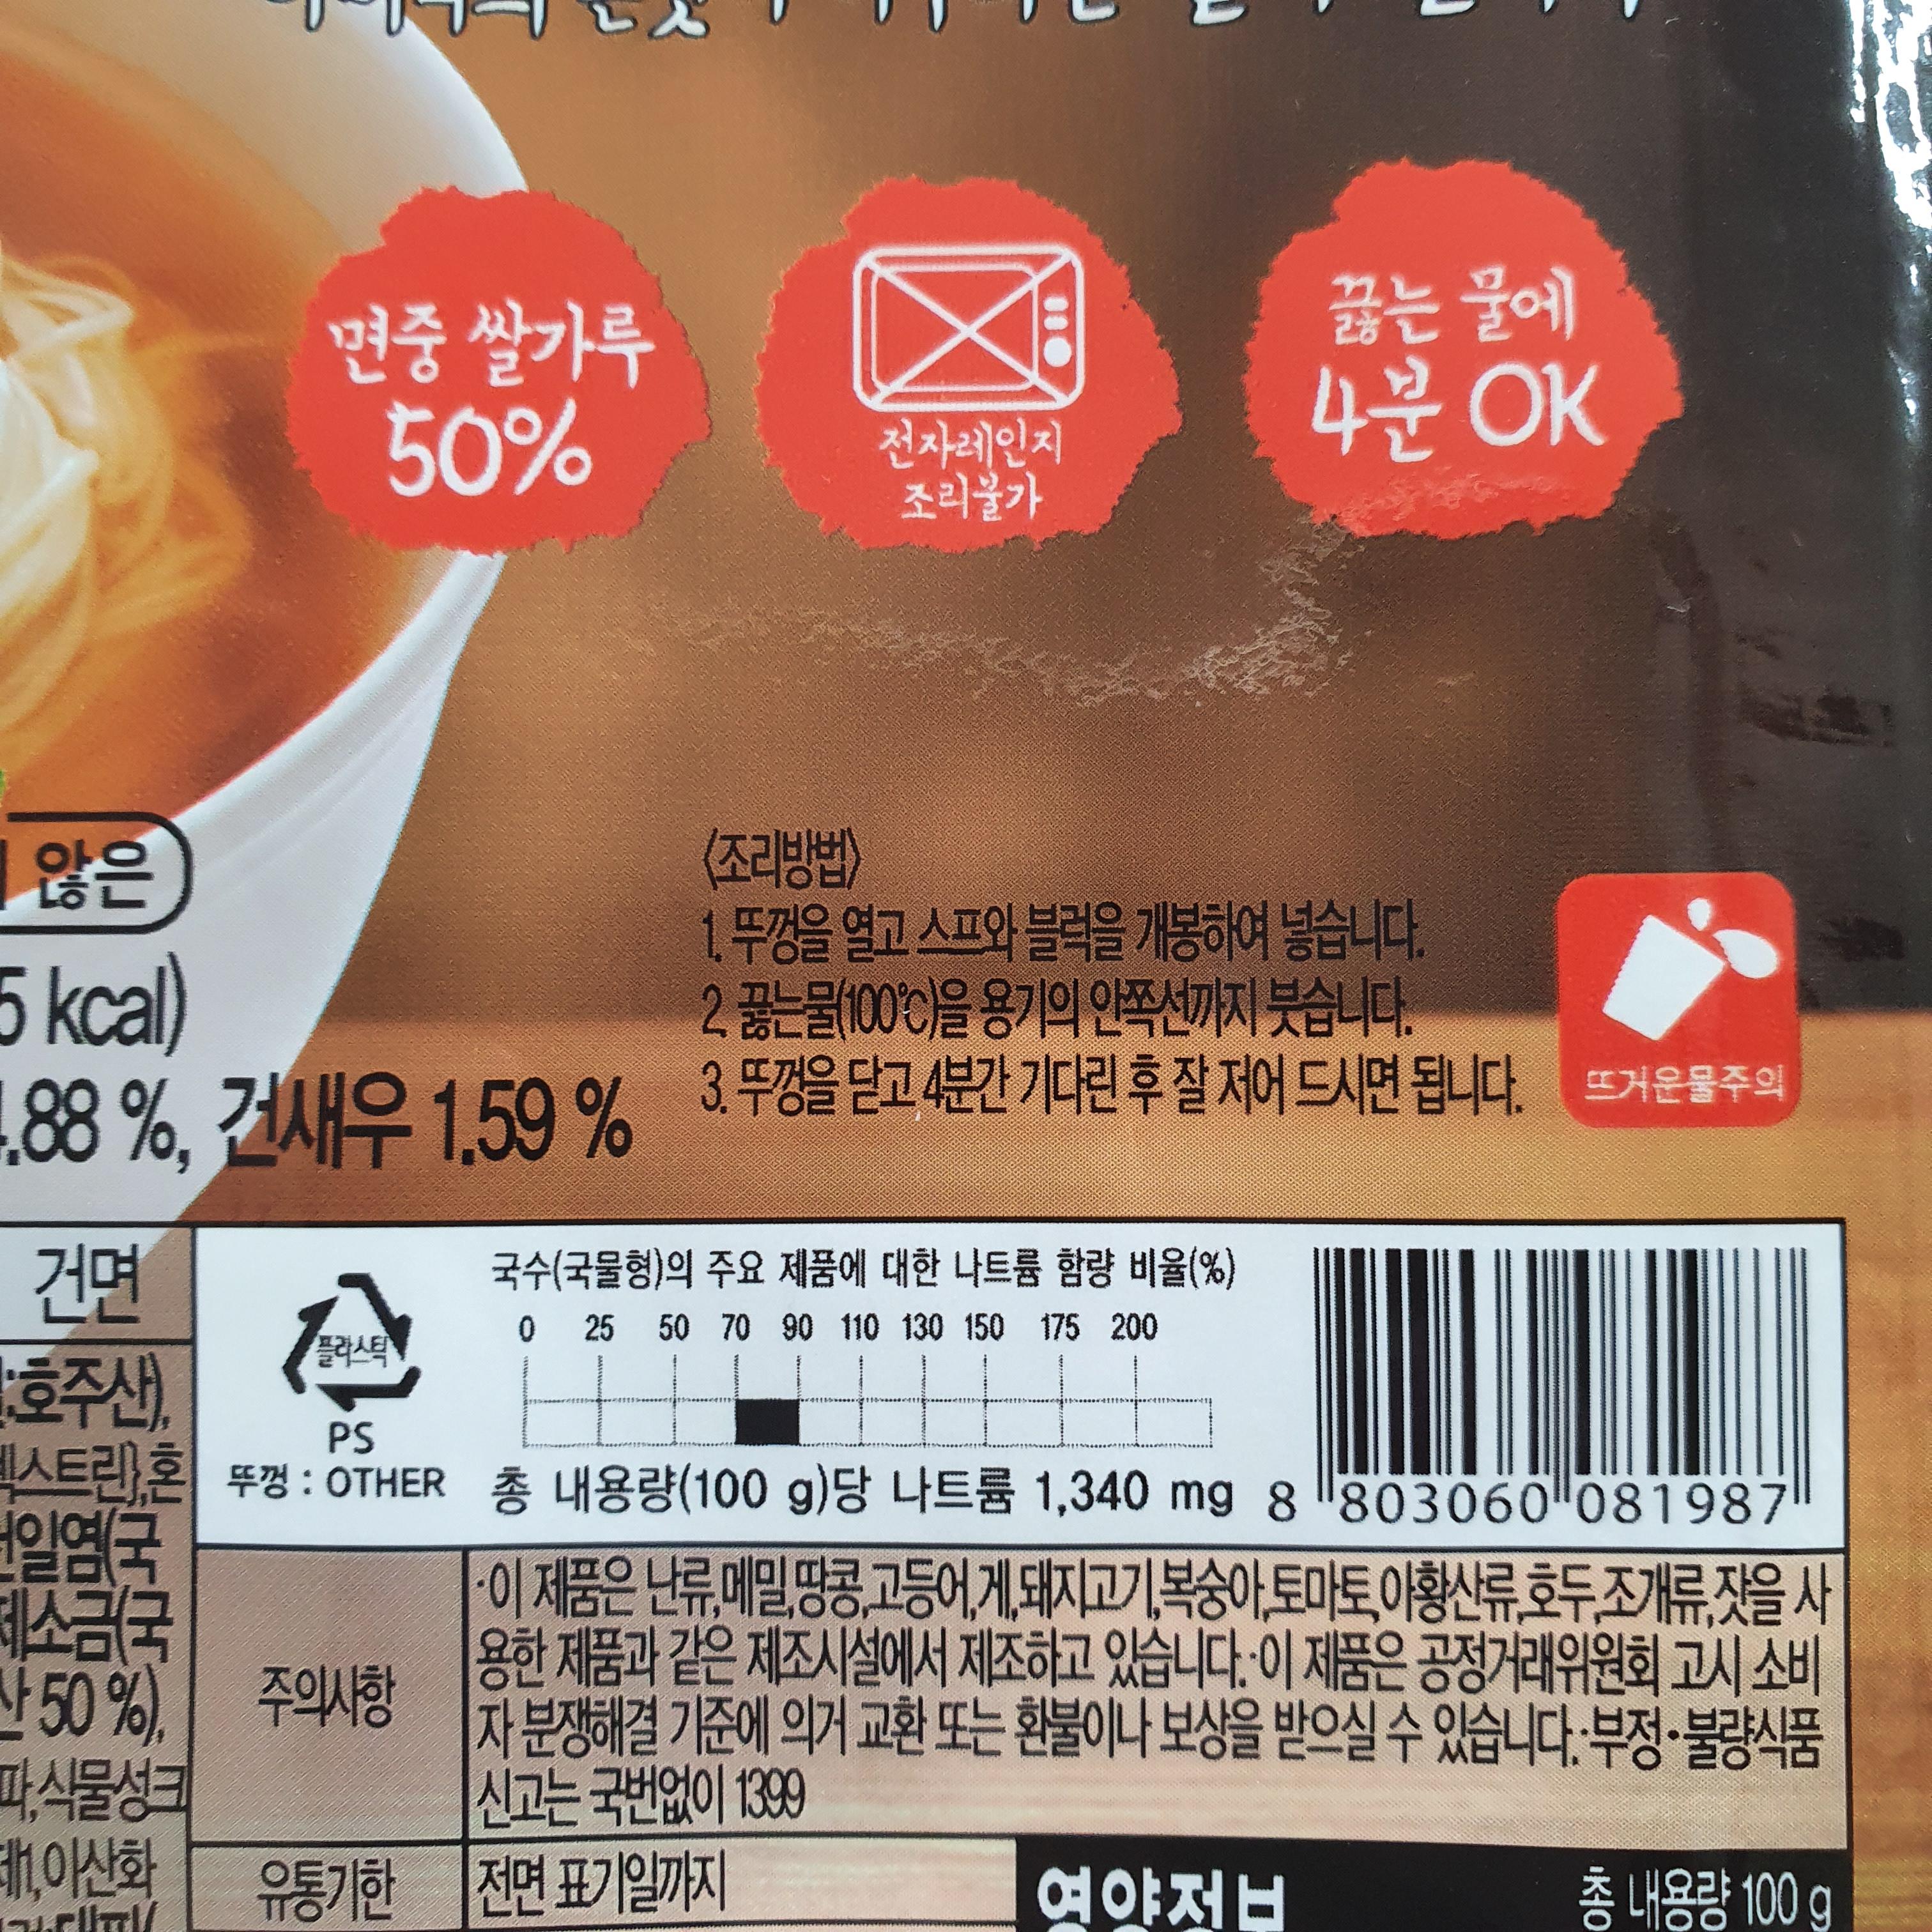 면중 쌀가루
50%
전자레인지
조리불가
끓는 물에
4분 OK
않은
5 kcal)
.88 %, 건새우 1.59 %
〈조리방법〉
1. 뚜껑을 열고 스프와 블럭을 개봉하여 넣습니다.
2. 끓는물(100℃)을 용기의 안쪽선까지 붓습니다.
3. 뚜껑을 닫고 4분간 기다린 후 잘 저어 드시면 됩니다.
뜨거운물주의
건면
호주산),
스트린},혼
일염(국
제소금(국
산 50 %),
파,식물성크
이산화
플라스틱
PS
뚜껑 : OTHER
국수(국물형)의 주요 제품에 대한 나트륨 함량 비율(%)
0 25 50 70 90 110 130 150 175 200
총 내용량(100 g)당 나트륨 1,340 mg
8 803060 081987
주의사항
·이 제품은 난류,메밀,땅콩,고등어,게,돼지고기,복숭아,토마토,아황산류,호두,조개류,잣을 사
용한 제품과 같은 제조시설에서 제조하고 있습니다.·이 제품은 공정거래위원회 고시 소비
자 분쟁해결 기준에 의거 교환 또는 환불이나 보상을 받으실 수 있습니다.·부정·불량식품
신고는 국번없이 1399
유통기한
전면 표기일까지
영양정보
총 내용량 100 g